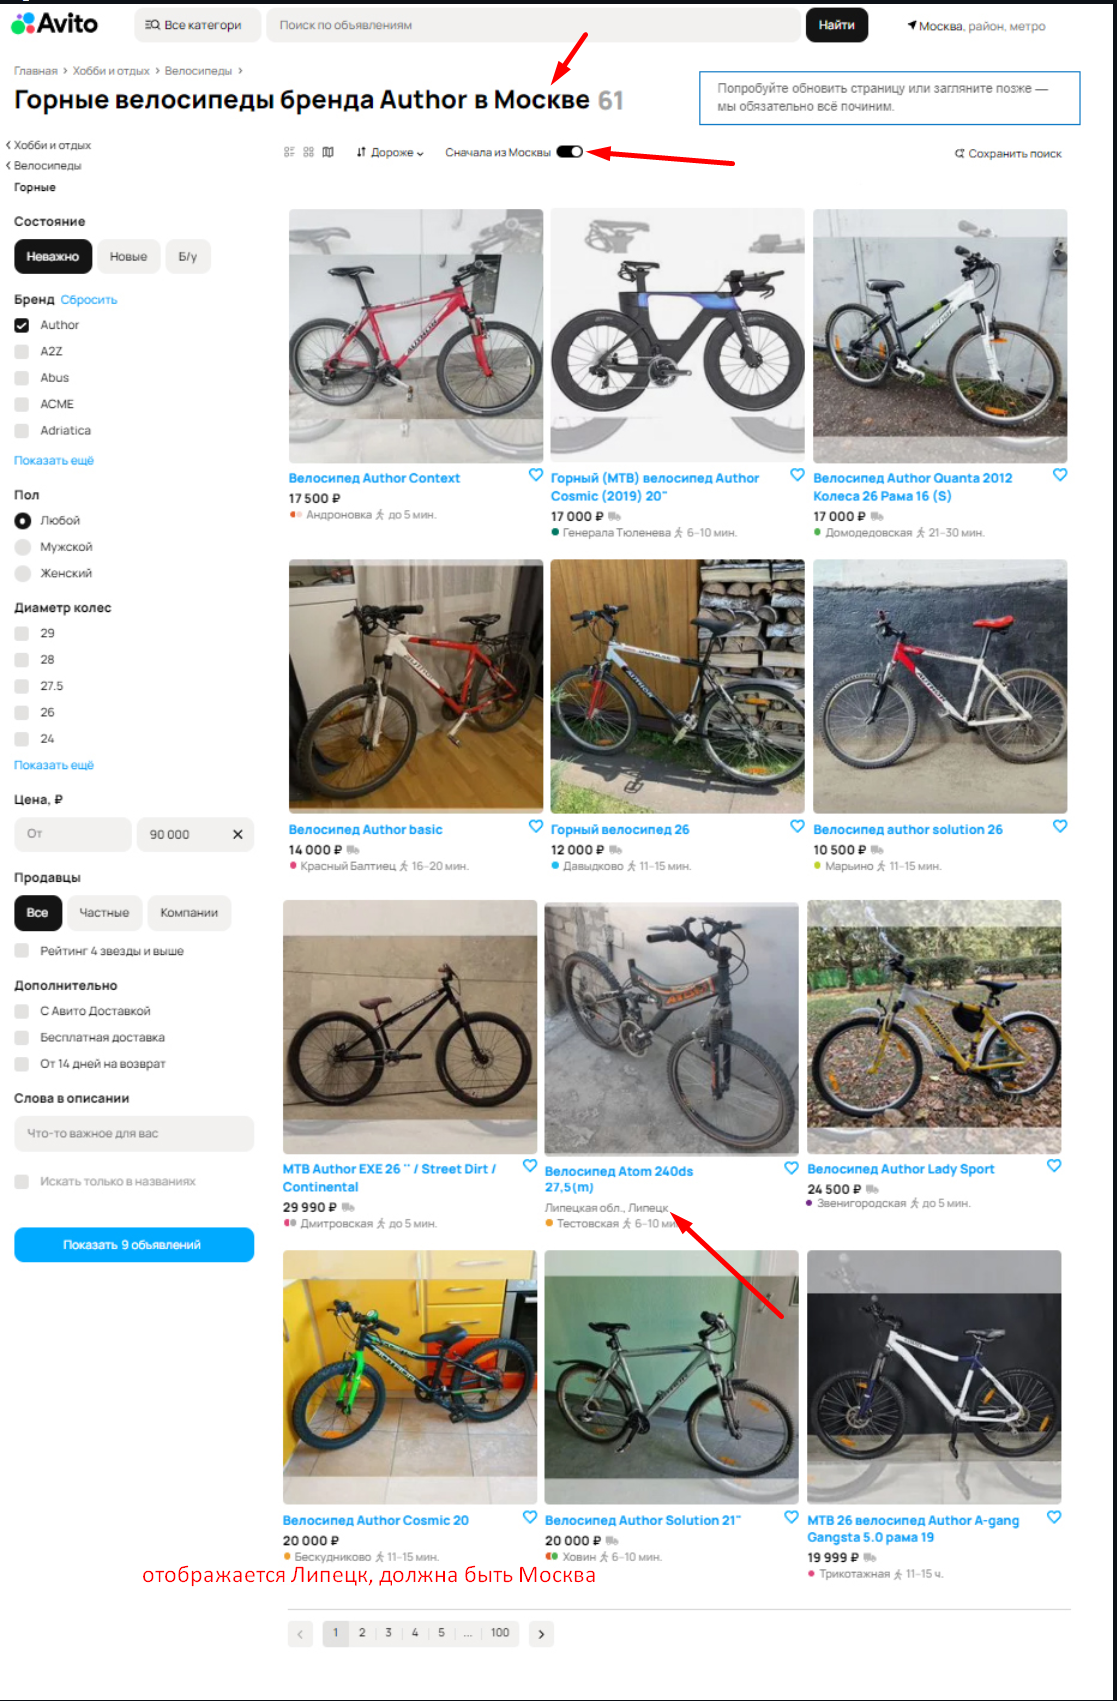 Avito
Все категори
Поиск по объявлениям
Найти
Москва, район, метро
Главная > Хобби и отдых > Велосипеды >
Горные велосипеды бренда Author в Москве 61
Попробуйте обновить страницу или загляните позже —
мы обязательно всё починим.
Хобби и отдых
Велосипеды
Горные
Дороже
Сначала из Москвы
Сохранить поиск
Состояние
Неважно
Новые
Б/у
Бренд Сбросить
Author
A2Z
Abus
ACME
Adriatica
Показать ещё
Пол
Любой
Мужской
Женский
Диаметр колес
29
28
27.5
26
24
Показать ещё
Цена, ₽
От
90 000
Продавцы
Все
Частные
Компании
Рейтинг 4 звезды и выше
Дополнительно
С Авито Доставкой
Бесплатная доставка
От 14 дней на возврат
Слова в описании
Что-то важное для вас
Искать только в названиях
Показать 9 объявлений
Велосипед Author Context
17 500 ₽
Андроновка до 5 мин.
Горный (MTB) велосипед Author
Cosmic (2019) 20"
17 000 ₽
Генерала Тюленева 6–10 мин.
Велосипед Author Quanta 2012
Колеса 26 Рама 16 (S)
17 000 ₽
Домодедовская 21–30 мин.
Велосипед Author basic
14 000 ₽
Красный Балтиец 16–20 мин.
Горный велосипед 26
12 000 ₽
Давыдково 11–15 мин.
Велосипед author solution 26
10 500 ₽
Марьино 11–15 мин.
MTB Author EXE 26 '' / Street Dirt /
Continental
29 990 ₽
Дмитровская до 5 мин.
Велосипед Atom 240ds
27,5(m)
Липецкая обл., Липецк
Тестовская 6–10 ми
Велосипед Author Lady Sport
24 500 ₽
Звенигородская до 5 мин.
Велосипед Author Cosmic 20
20 000 ₽
Бескудниково 11–15 мин.
Велосипед Author Solution 21"
20 000 ₽
Ховин 6–10 мин.
MTB 26 велосипед Author A-gang
Gangsta 5.0 рама 19
19 999 ₽
Трикотажная 11–15 ч.
отображается Липецк, должна быть Москва
1 2 3 4 5 ... 100